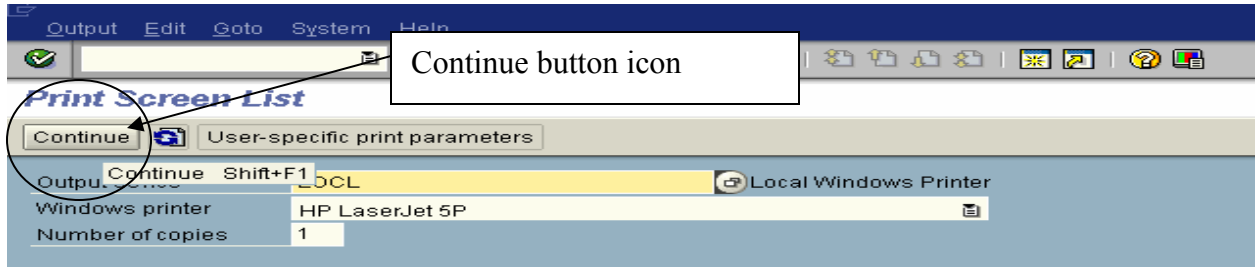 Output Edit Goto System Help
Continue button icon
Print Screen List
Continue User-specific print parameters
Continue Shift+F1
Output Local Windows Printer
Windows printer HP LaserJet 5P
Number of copies 1